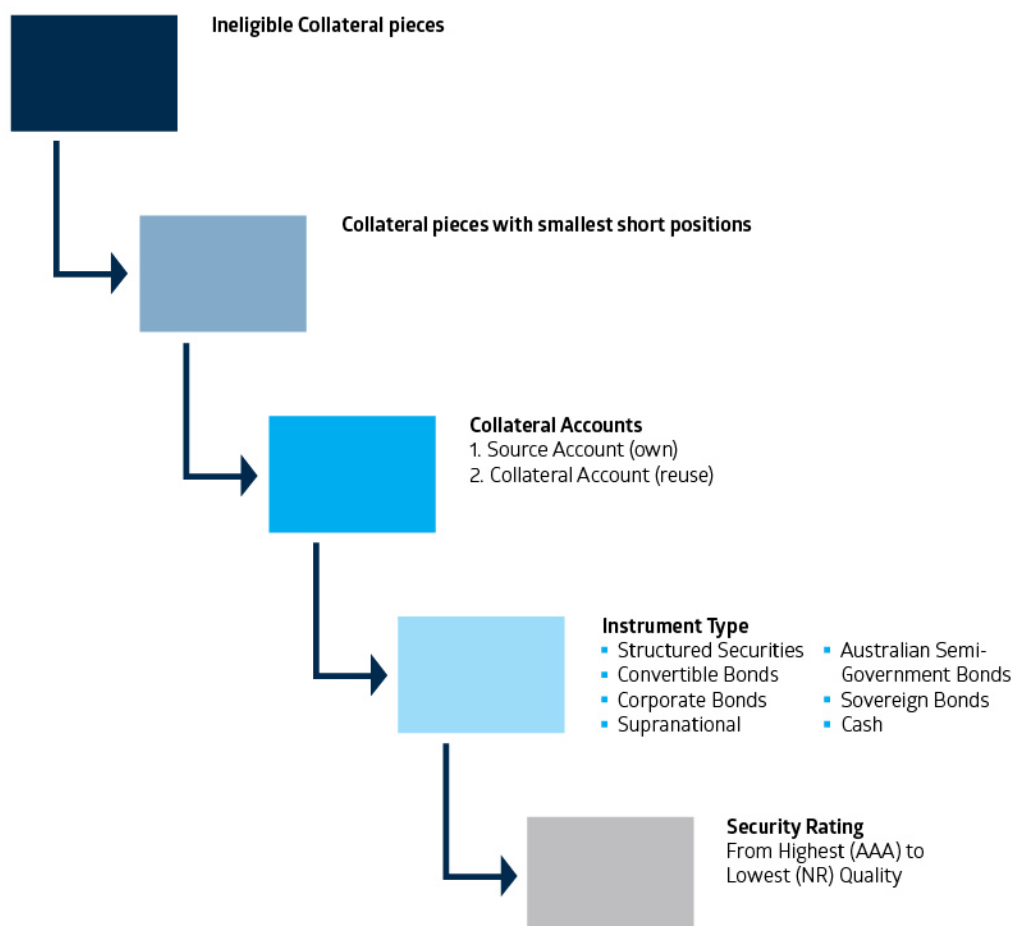 Ineligible Collateral pieces
Collateral pieces with smallest short positions
Collateral Accounts
1. Source Account (own)
2. Collateral Account (reuse)
Instrument Type
▪ Structured Securities
▪ Convertible Bonds
▪ Corporate Bonds
▪ Supranational
▪ Australian Semi-
Government Bonds
▪ Sovereign Bonds
▪ Cash
Security Rating
From Highest (AAA) to
Lowest (NR) Quality